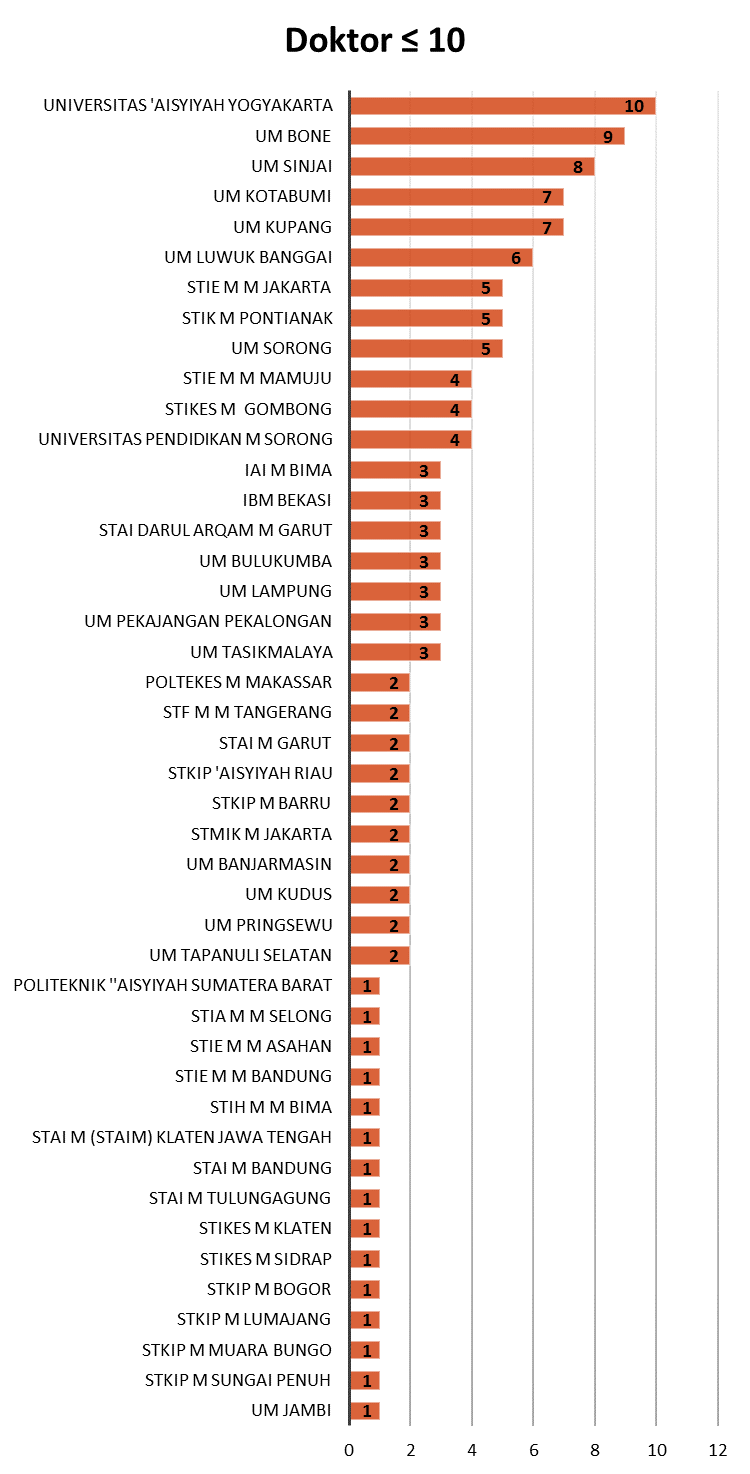 Doktor ≤ 10
UNIVERSITAS 'AISYIYAH YOGYAKARTA 10
UM BONE 9
UM SINJAI 8
UM KOTABUMI 7
UM KUPANG 7
UM LUWUK BANGGAI 6
STIE M M JAKARTA 5
STIK M PONTIANAK 5
UM SORONG 5
STIE M M MAMUJU 4
STIKES M  GOMBONG 4
UNIVERSITAS PENDIDIKAN M SORONG 4
IAI M BIMA 3
IBM BEKASI 3
STAI DARUL ARQAM M GARUT 3
UM BULUKUMBA 3
UM LAMPUNG 3
UM PEKAJANGAN PEKALONGAN 3
UM TASIKMALAYA 3
POLTEKES M MAKASSAR 2
STF M M TANGERANG 2
STAI M GARUT 2
STKIP 'AISYIYAH RIAU 2
STKIP M BARRU 2
STMIK M JAKARTA 2
UM BANJARMASIN 2
UM KUDUS 2
UM PRINGSEWU 2
UM TAPANULI SELATAN 2
POLITEKNIK "AISYIYAH SUMATERA BARAT 1
STIA M M SELONG 1
STIE M M ASAHAN 1
STIE M M BANDUNG 1
STIH M M BIMA 1
STAI M (STAIM) KLATEN JAWA TENGAH 1
STAI M BANDUNG 1
STAI M TULUNGAGUNG 1
STIKES M KLATEN 1
STIKES M SIDRAP 1
STKIP M BOGOR 1
STKIP M LUMAJANG 1
STKIP M MUARA BUNGO 1
STKIP M SUNGAI PENUH 1
UM JAMBI 1
0 2 4 6 8 10 12